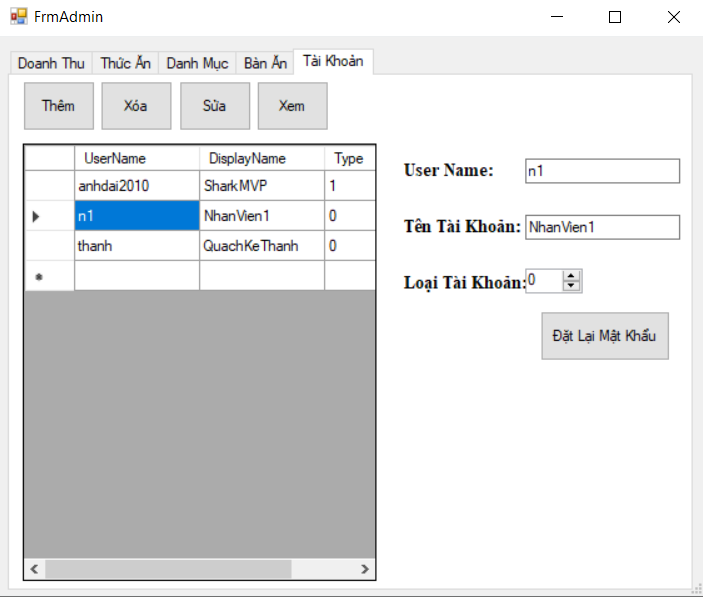 FrmAdmin
Doanh Thu Thức Ăn Danh Mục Bàn Ăn Tài Khoản
Thêm Xóa Sửa Xem
UserName DisplayName Type
anhdai2010 SharkMVP 1
n1 NhanVien1 0
thanh QuachKeThanh 0
User Name: n1
Tên Tài Khoản: NhanVien1
Loại Tài Khoản: 0
Đặt Lại Mật Khẩu